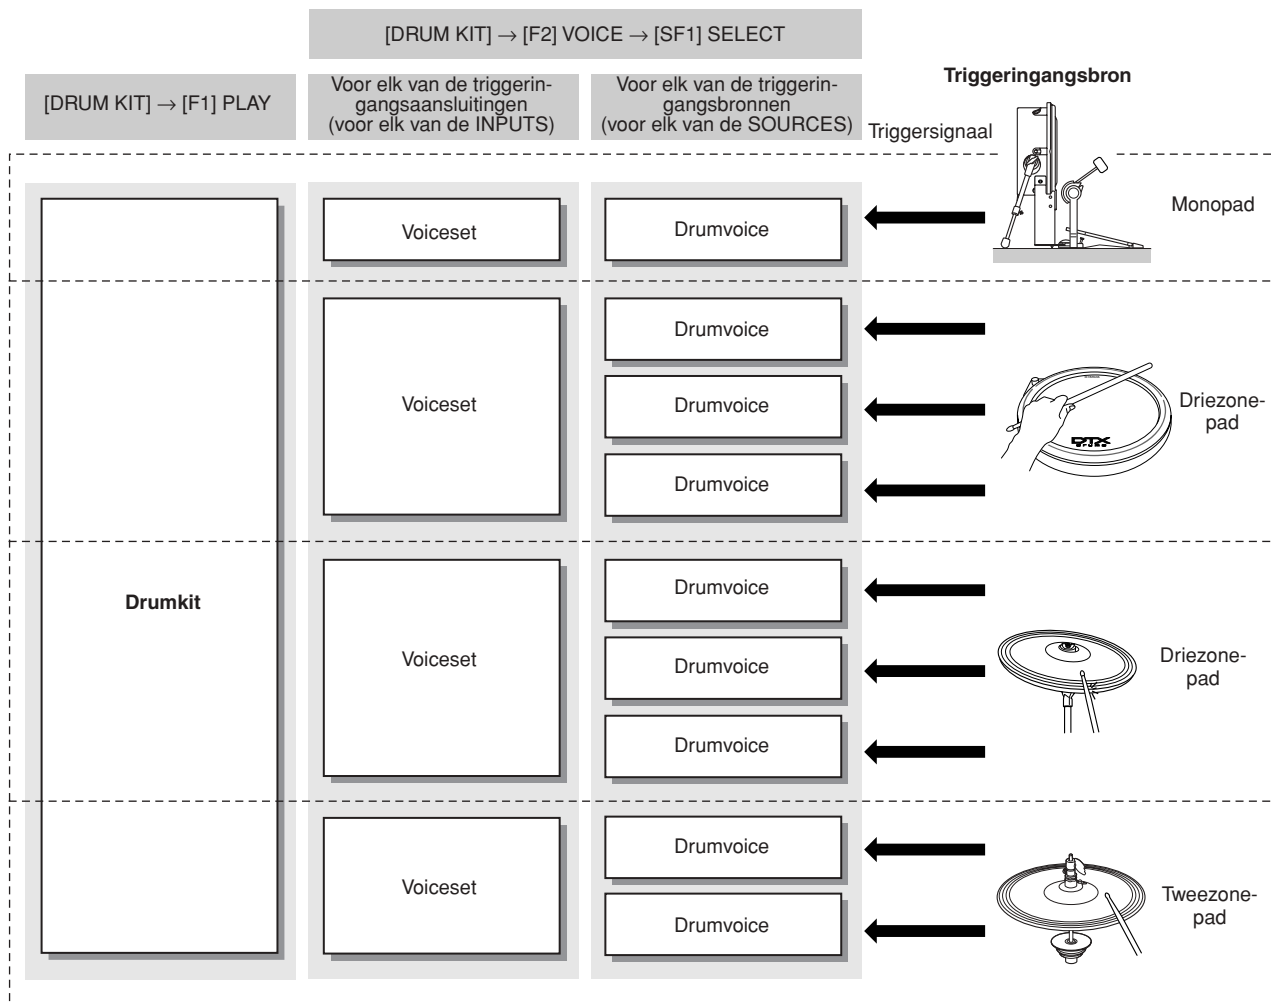 [DRUM KIT] → [F2] VOICE → [SF1] SELECT
[DRUM KIT] → [F1] PLAY
Voor elk van de triggerin-
gangsaansluitingen
(voor elk van de INPUTS)
Voor elk van de triggerin-
gangsbronnen
(voor elk van de SOURCES)
Triggeringangsbron
Triggersignaal
Voiceset
Drumvoice
Monopad
Drumvoice
Voiceset
Drumvoice
Driezone-
pad
DTX
Drumvoice
Drumkit
Drumvoice
Voiceset
Drumvoice
Driezone-
pad
Drumvoice
Drumvoice
Voiceset
Drumvoice
Tweezone-
pad